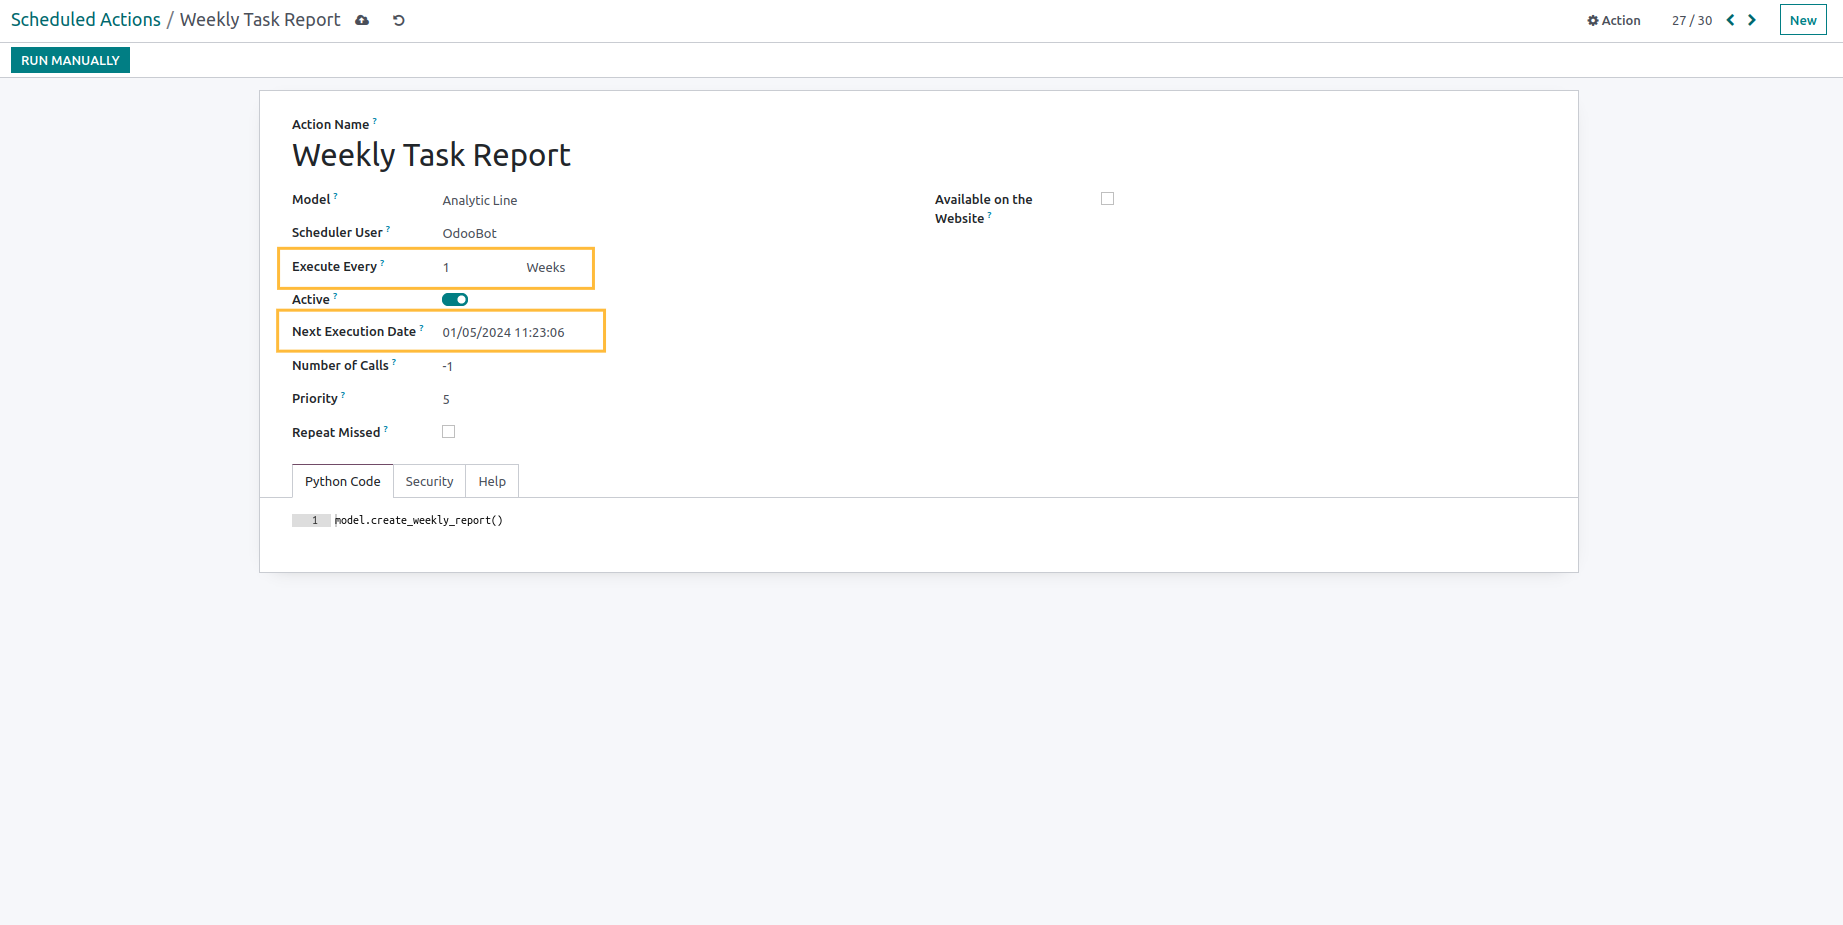 Scheduled Actions / Weekly Task Report
Action 27 / 30 New
RUN MANUALLY
Action Name ?
Weekly Task Report
Model ? Analytic Line
Available on the Website ?
Scheduler User ? OdooBot
Execute Every ? 1 Weeks
Active ?
Next Execution Date ? 01/05/2024 11:23:06
Number of Calls ? -1
Priority ? 5
Repeat Missed ?
Python Code Security Help
1 model.create_weekly_report()